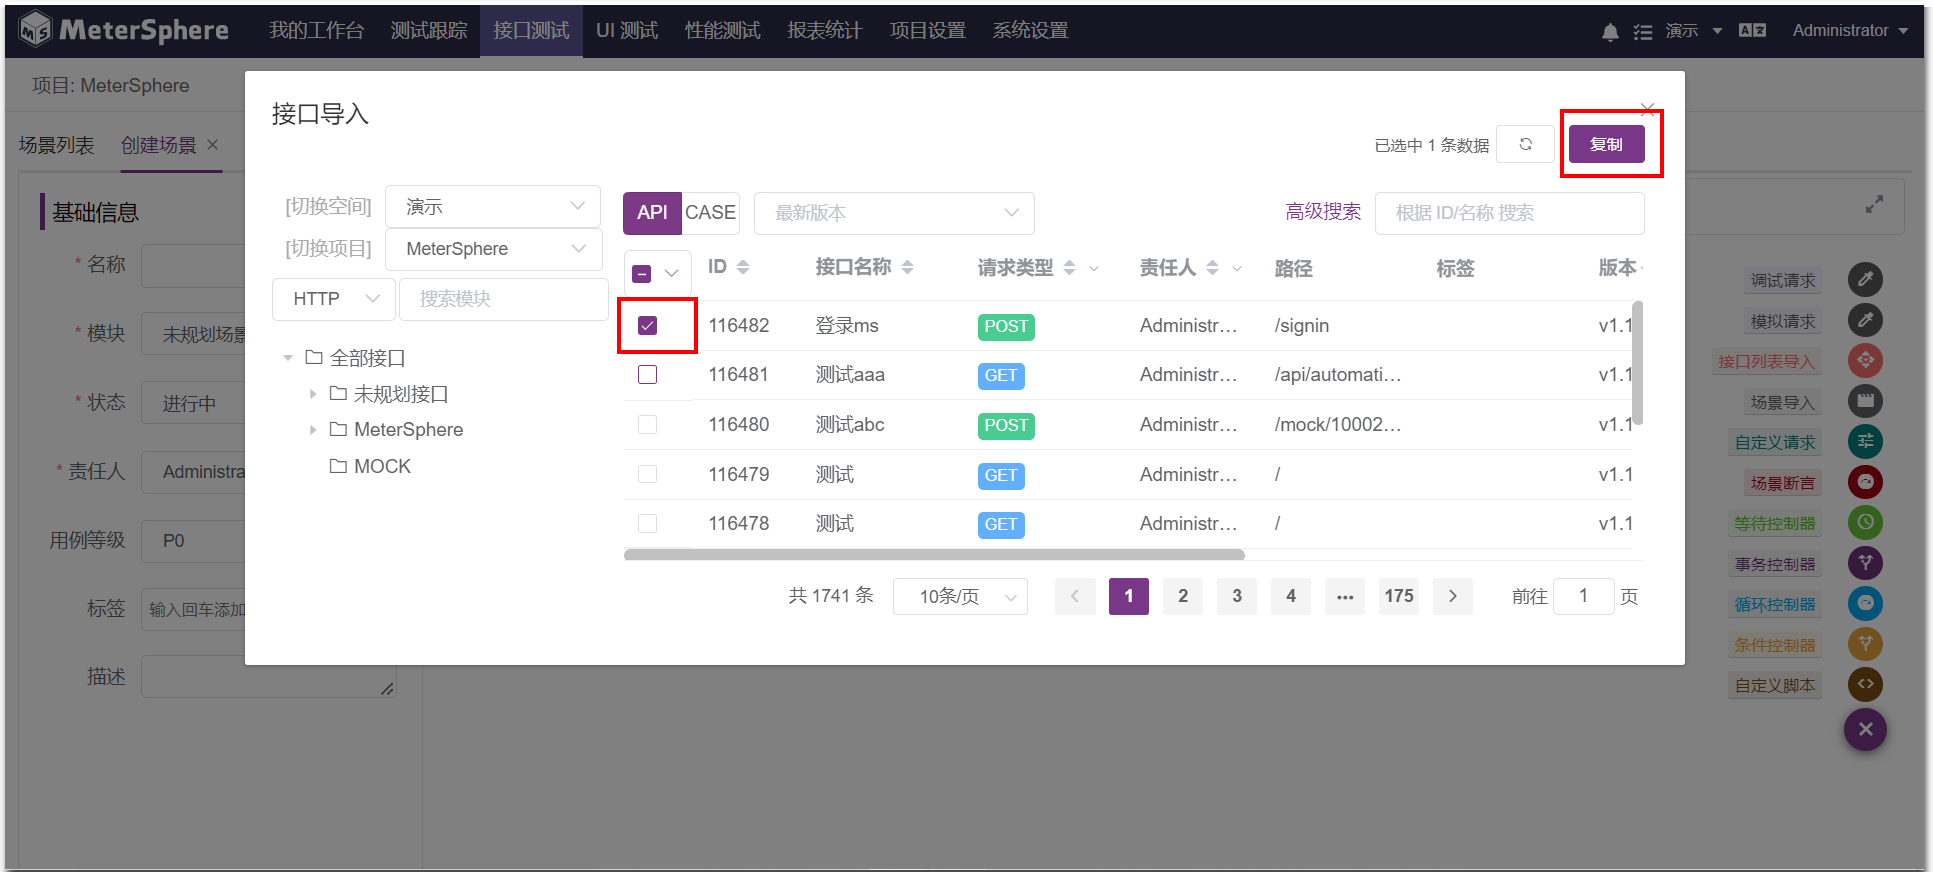 MeterSphere 我的工作台 测试跟踪 接口测试 UI 测试 性能测试 报表统计 项目设置 系统设置 演示 Administrator
项目: MeterSphere
场景列表 创建场景
基础信息
* 名称
* 模块 未规划场景
* 状态 进行中
* 责任人 Administra
用例等级 P0
标签 输入回车添加
描述
接口导入
已选中 1 条数据 复制
[切换空间] 演示
[切换项目] MeterSphere
HTTP 搜索模块
全部接口
未规划接口
MeterSphere
MOCK
API CASE 最新版本 高级搜索 根据 ID/名称 搜索
ID 接口名称 请求类型 责任人 路径 标签 版本
116482 登录ms POST Administr... /signin v1.1
116481 测试aaa GET Administr... /api/automati... v1.1
116480 测试abc POST Administr... /mock/10002... v1.1
116479 测试 GET Administr... / v1.1
116478 测试 GET Administr... / v1.1
共 1741 条 10条/页 1 2 3 4 ... 175 前往 1 页
调试请求
模拟请求
接口列表导入
场景导入
自定义请求
场景断言
等待控制器
事务控制器
循环控制器
条件控制器
自定义脚本